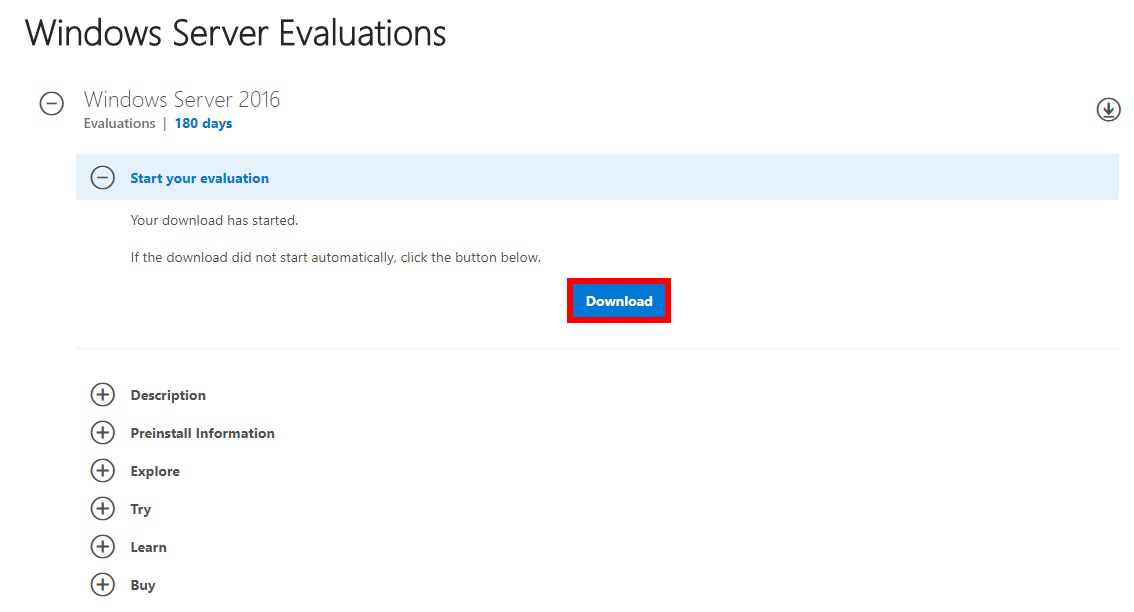 Windows Server Evaluations
Windows Server 2016
Evaluations | 180 days
Start your evaluation
Your download has started.
If the download did not start automatically, click the button below.
Download
Description
Preinstall Information
Explore
Try
Learn
Buy